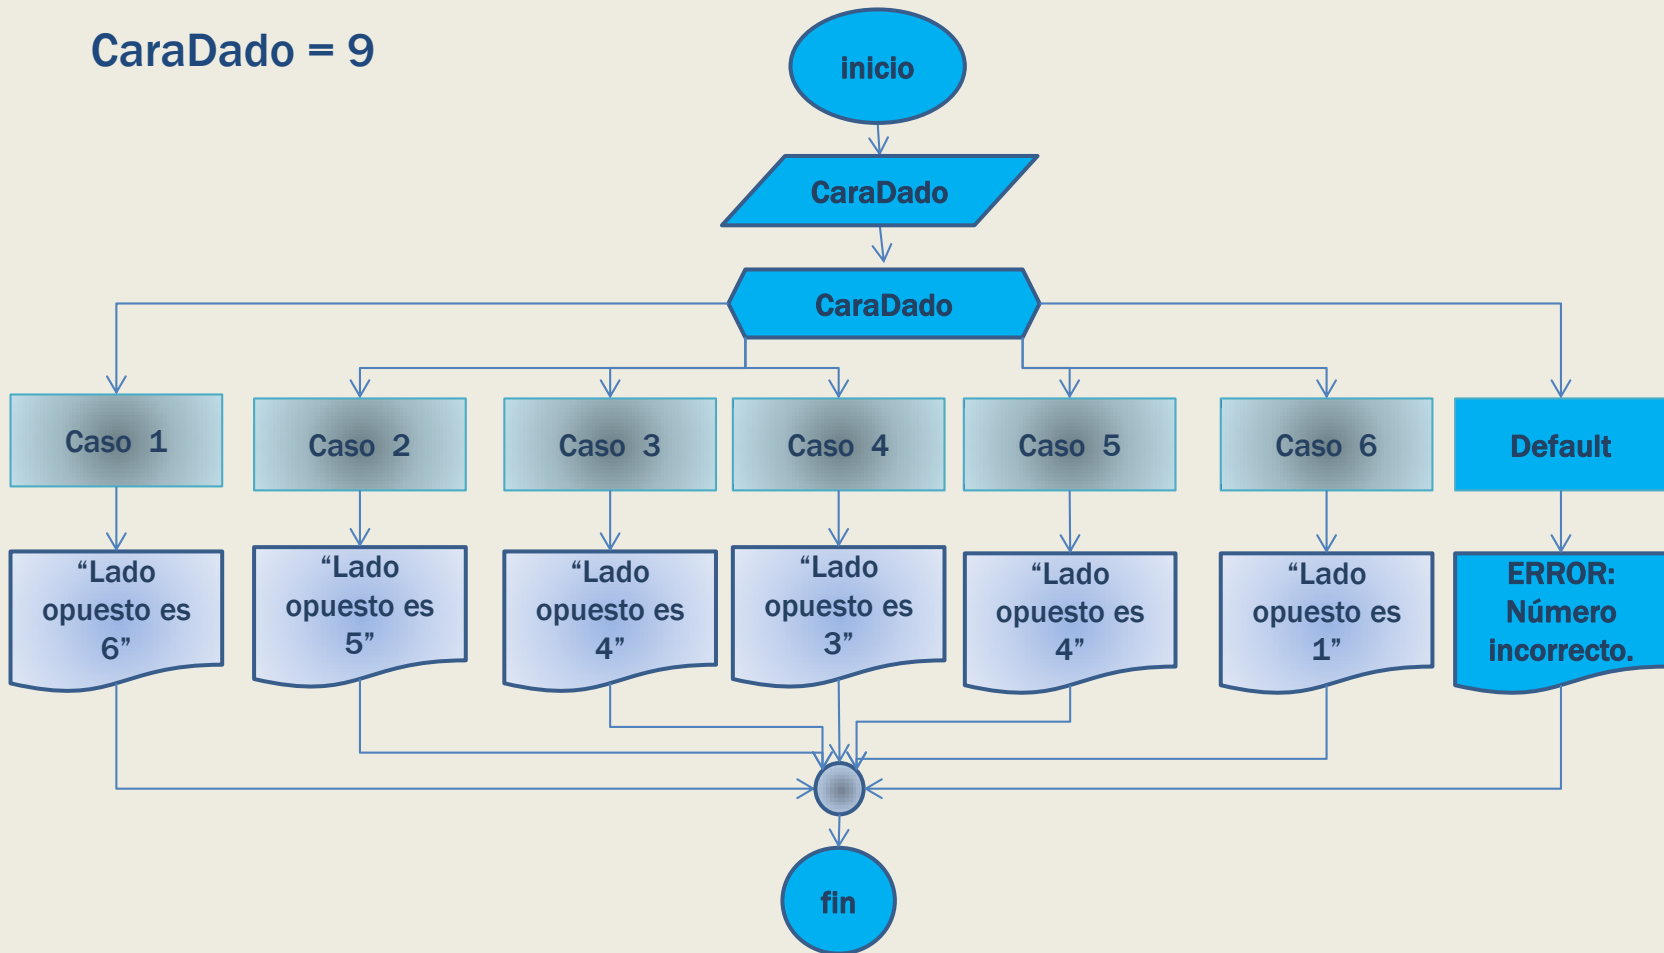 CaraDado = 9
inicio
CaraDado
CaraDado
Caso 1
Caso 2
Caso 3
Caso 4
Caso 5
Caso 6
Default
“Lado
opuesto es
6”
“Lado
opuesto es
5”
“Lado
opuesto es
4”
“Lado
opuesto es
3”
“Lado
opuesto es
4”
“Lado
opuesto es
1”
ERROR:
Número
incorrecto.
fin